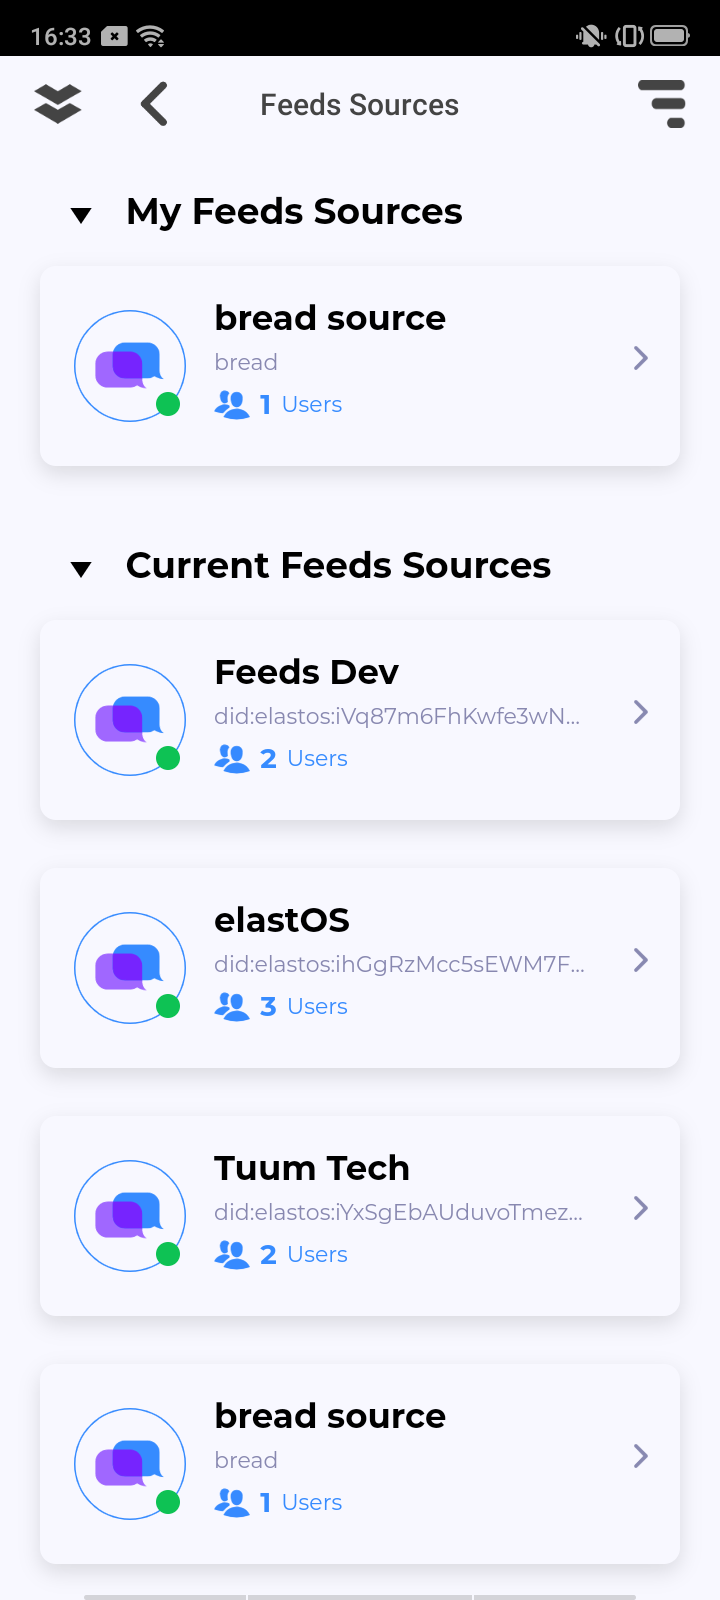 16:33
Feeds Sources
My Feeds Sources
bread source
bread
1 Users
Current Feeds Sources
Feeds Dev
did:elastos:iVq87m6FhKwfe3wN...
2 Users
elastOS
did:elastos:ihGgRzMcc5sEWM7F...
3 Users
Tuum Tech
did:elastos:iYxSgEbAUduvoTmez...
2 Users
bread source
bread
1 Users